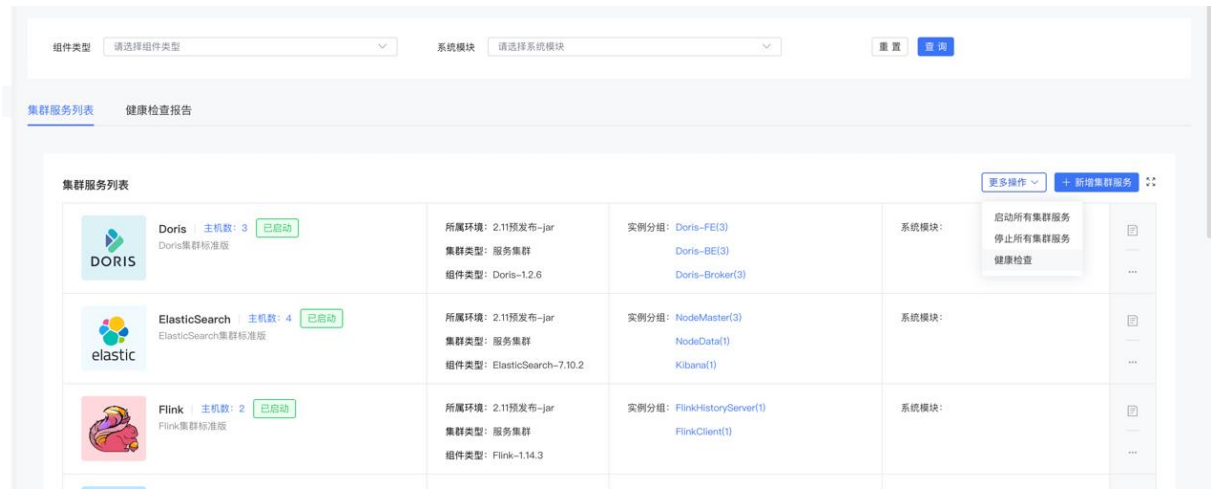 组件类型 请选择组件类型 系统模块 请选择系统模块 重置 查询
集群服务列表 健康检查报告
集群服务列表 更多操作 + 新增集群服务
启动所有集群服务
停止所有集群服务
健康检查
DORIS
Doris 主机数: 3 已启动
Doris集群标准版
所属环境: 2.11预发布-jar
集群类型: 服务集群
组件类型: Doris-1.2.6
实例分组: Doris-FE(3)
Doris-BE(3)
Doris-Broker(3)
系统模块:
elastic
ElasticSearch 主机数: 4 已启动
ElasticSearch集群标准版
所属环境: 2.11预发布-jar
集群类型: 服务集群
组件类型: ElasticSearch-7.10.2
实例分组: NodeMaster(3)
NodeData(1)
Kibana(1)
系统模块:
Flink 主机数: 2 已启动
Flink集群标准版
所属环境: 2.11预发布-jar
集群类型: 服务集群
组件类型: Flink-1.14.3
实例分组: FlinkHistoryServer(1)
FlinkClient(1)
系统模块: